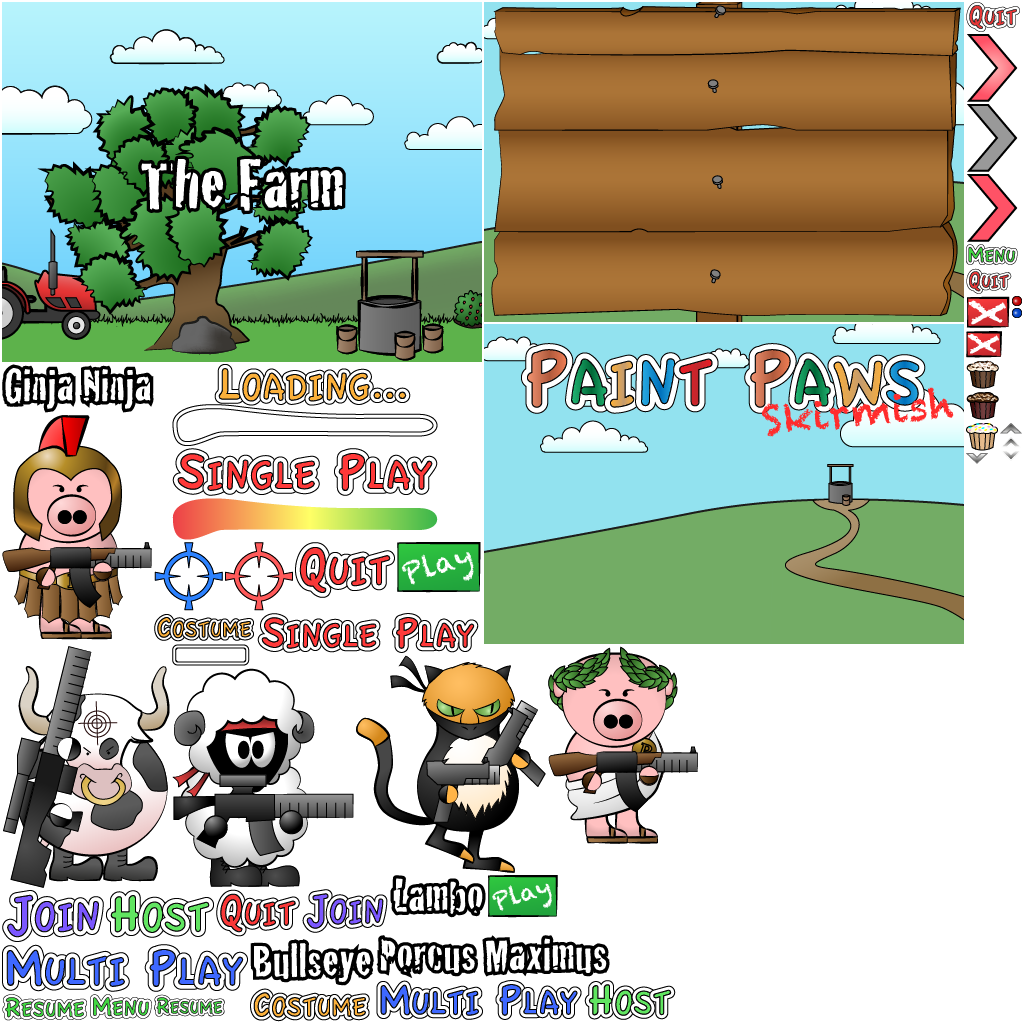 QUIT
The Farm
MENU
QUIT
PAINT PAWS
Skirmish
Ginja Ninja
LOADING...
SINGLE PLAY
QUIT
play
COSTUME
SINGLE PLAY
Lambo
play
JOIN
HOST
QUIT
JOIN
MULTI PLAY
Bullseye
Porcus Maximus
RESUME
MENU
RESUME
COSTUME
MULTI PLAY
HOST